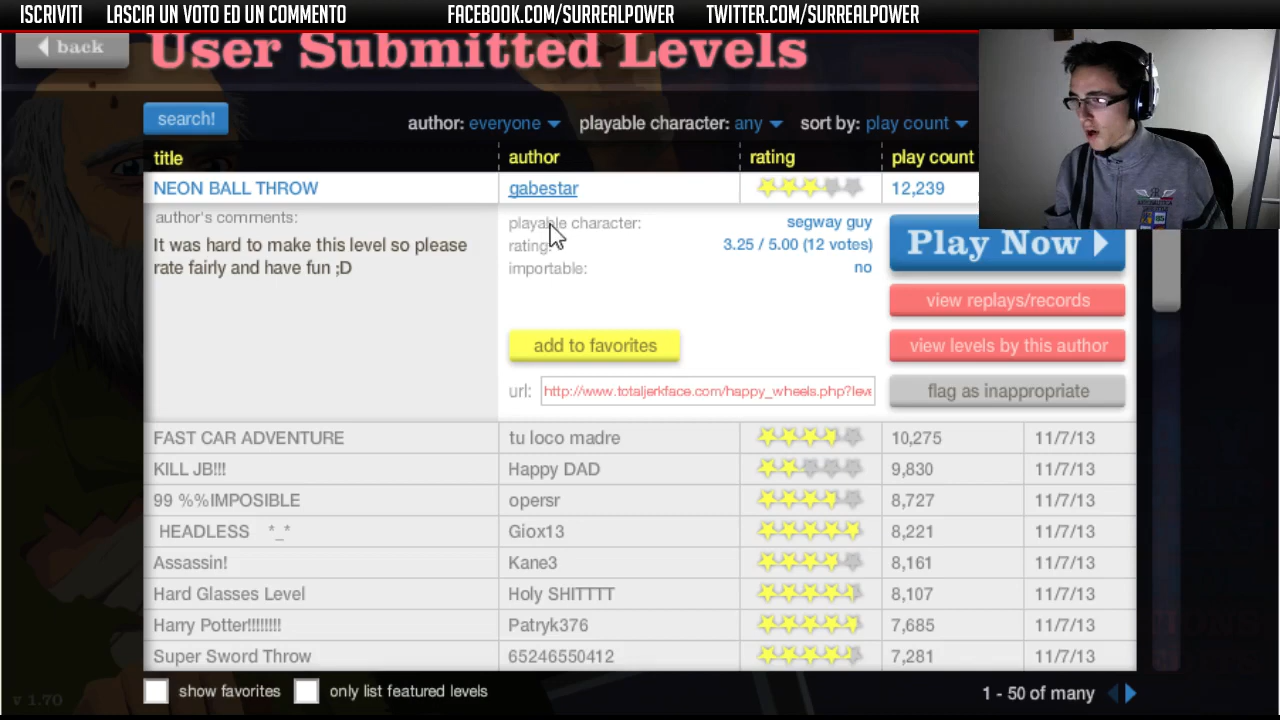 ISCRIVITI LASCIA UN VOTO ED UN COMMENTO FACEBOOK.COM/SURREALPOWER TWITTER.COM/SURREALPOWER
back User Submitted Levels
search! author: everyone playable character: any sort by: play count
title author rating play count
NEON BALL THROW gabestar 12,239
author's comments: playable character: segway guy
It was hard to make this level so please rating: 3.25 / 5.00 (12 votes) Play Now
rate fairly and have fun ;D importable: no
view replays/records
add to favorites view levels by this author
url: http://www.totaljerkface.com/happy_wheels.php?lev flag as inappropriate
FAST CAR ADVENTURE tu loco madre 10,275 11/7/13
KILL JB!!! Happy DAD 9,830 11/7/13
99 %%IMPOSIBLE opersr 8,727 11/7/13
HEADLESS *_* Giox13 8,221 11/7/13
Assassin! Kane3 8,161 11/7/13
Hard Glasses Level Holy SHITTTT 8,107 11/7/13
Harry Potter!!!!!!!! Patryk376 7,685 11/7/13
Super Sword Throw 65246550412 7,281 11/7/13
show favorites only list featured levels 1 - 50 of many
v 1.70